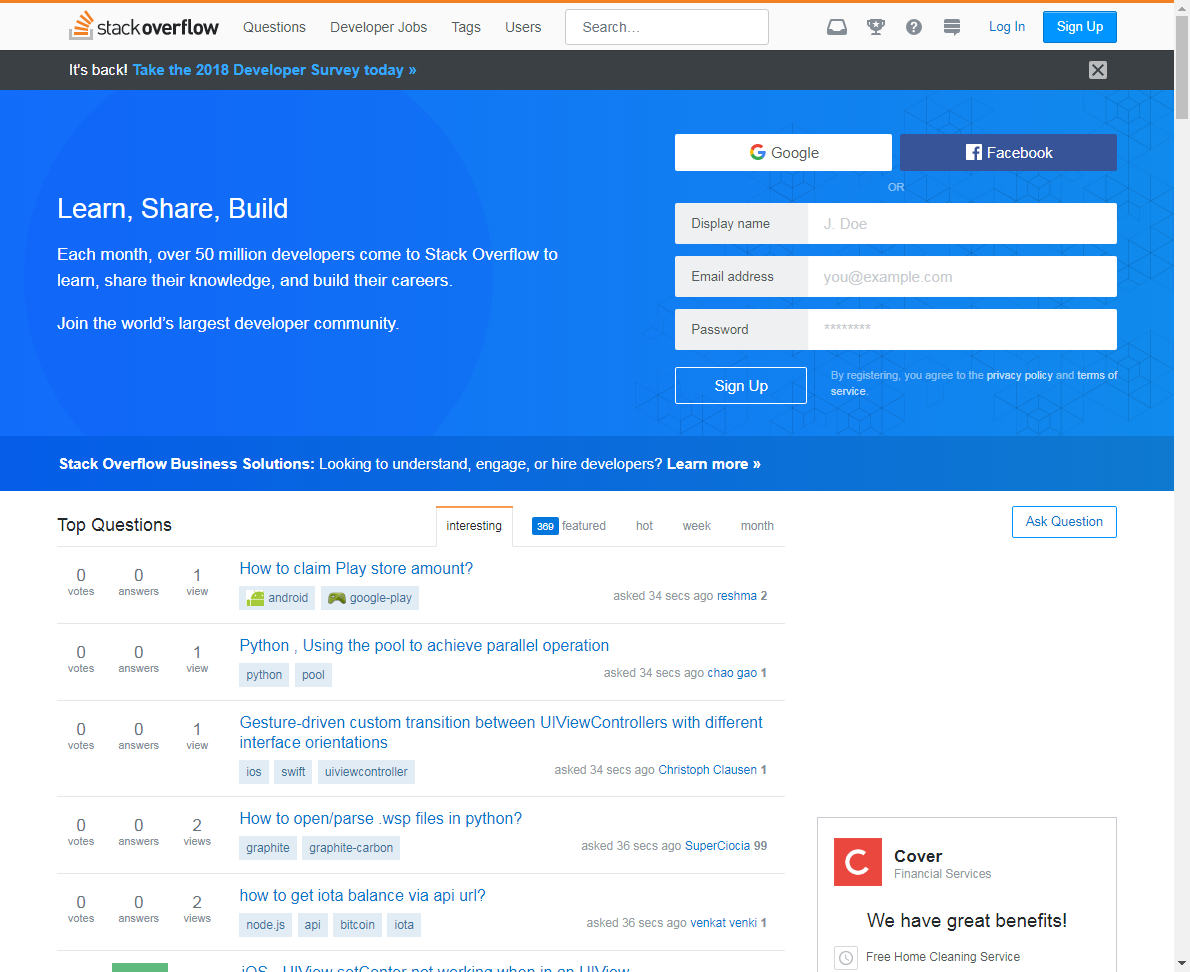 stackoverflow Questions Developer Jobs Tags Users Search… Log In Sign Up
It's back! Take the 2018 Developer Survey today »
Google Facebook
OR
Learn, Share, Build
Each month, over 50 million developers come to Stack Overflow to
learn, share their knowledge, and build their careers.
Join the world’s largest developer community.
Display name J. Doe
Email address you@example.com
Password ********
Sign Up By registering, you agree to the privacy policy and terms of
service.
Stack Overflow Business Solutions: Looking to understand, engage, or hire developers? Learn more »
Top Questions interesting 369 featured hot week month Ask Question
0 votes 0 answers 1 view
How to claim Play store amount?
android google-play
asked 34 secs ago reshma 2
0 votes 0 answers 1 view
Python , Using the pool to achieve parallel operation
python pool
asked 34 secs ago chao gao 1
0 votes 0 answers 1 view
Gesture-driven custom transition between UIViewControllers with different
interface orientations
ios swift uiviewcontroller
asked 34 secs ago Christoph Clausen 1
0 votes 0 answers 2 views
How to open/parse .wsp files in python?
graphite graphite-carbon
asked 36 secs ago SuperCiocia 99
0 votes 0 answers 2 views
how to get iota balance via api url?
node.js api bitcoin iota
asked 36 secs ago venkat venki 1
iOS - UIView setCenter not working when in an UIView
Cover
Financial Services
We have great benefits!
Free Home Cleaning Service